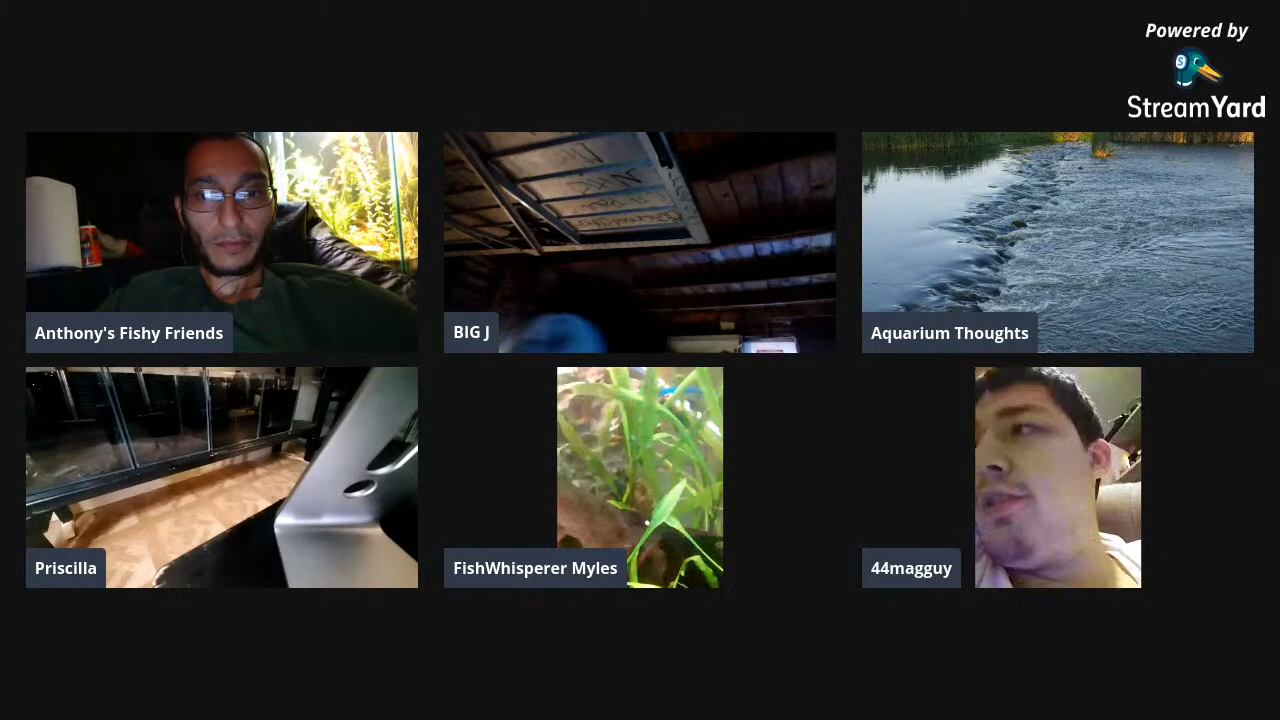 Powered by
StreamYard
Anthony's Fishy Friends
BIG J
Aquarium Thoughts
Priscilla
FishWhisperer Myles
44magguy